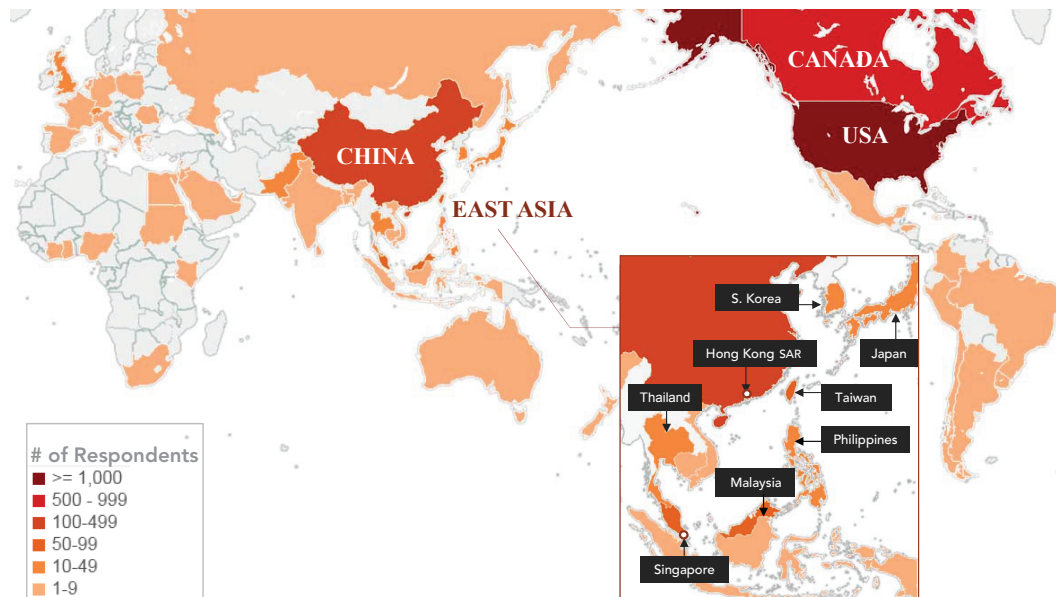 CANADA
USA
CHINA
EAST ASIA
S. Korea
Hong Kong SAR
Japan
Thailand
Taiwan
Philippines
Malaysia
Singapore
# of Respondents
>= 1,000
500 - 999
100-499
50-99
10-49
1-9